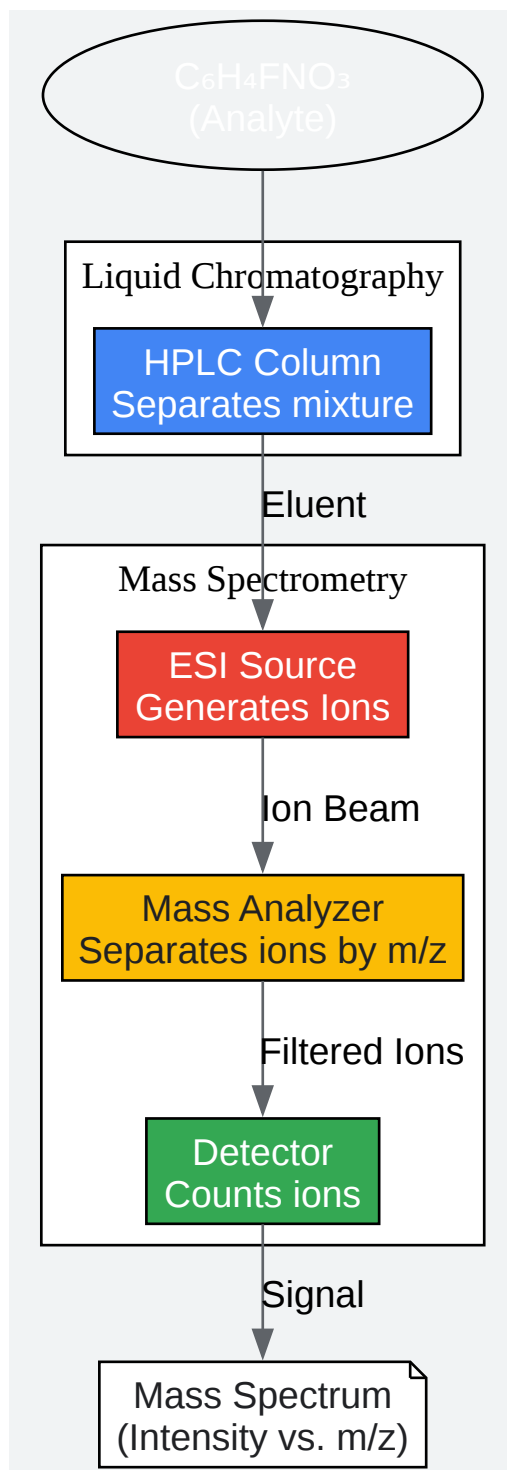 C₆H₄FNO₃
(Analyte)
Liquid Chromatography
HPLC Column
Separates mixture
Eluent
Mass Spectrometry
ESI Source
Generates Ions
Ion Beam
Mass Analyzer
Separates ions by m/z
Filtered Ions
Detector
Counts ions
Signal
Mass Spectrum
(Intensity vs. m/z)